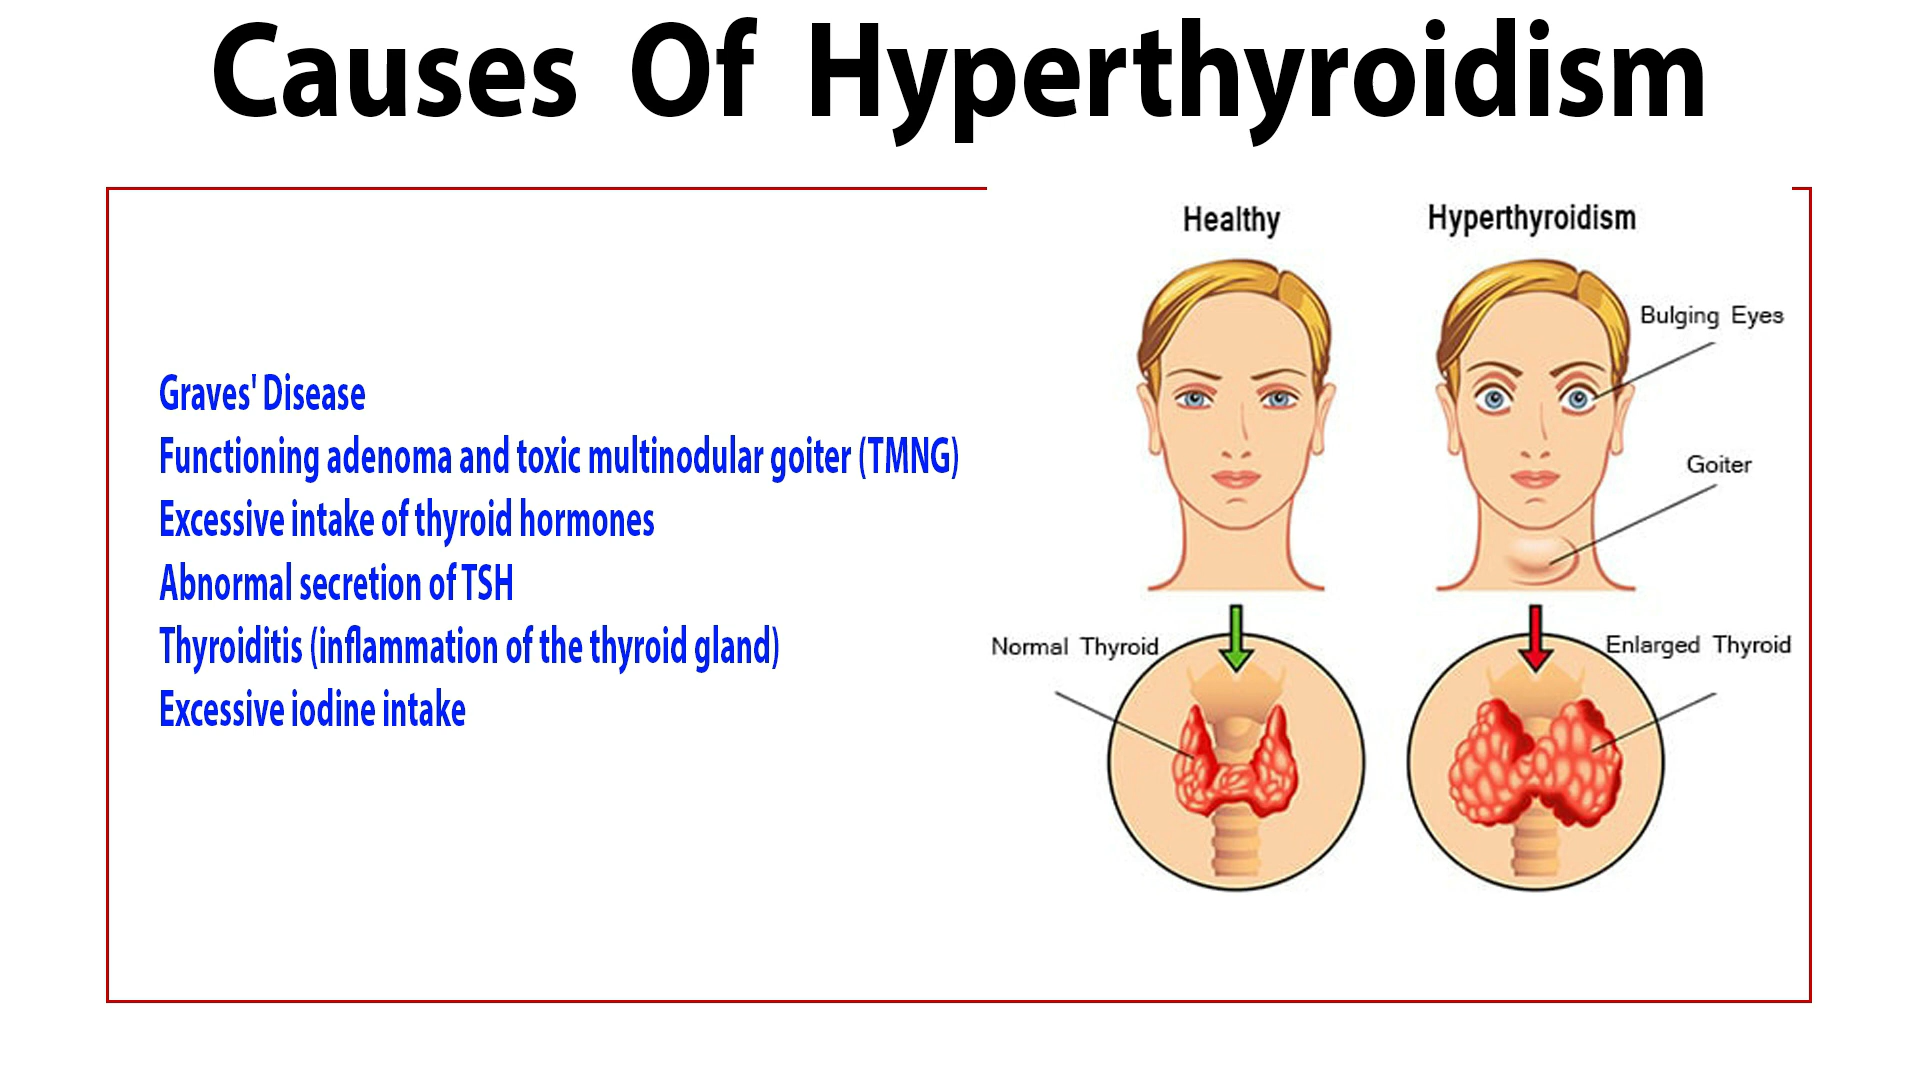 Causes Of Hyperthyroidism
Graves' Disease
Functioning adenoma and toxic multinodular goiter (TMNG)
Excessive intake of thyroid hormones
Abnormal secretion of TSH
Thyroiditis (inflammation of the thyroid gland)
Excessive iodine intake
Healthy
Hyperthyroidism
Bulging Eyes
Goiter
Normal Thyroid
Enlarged Thyroid